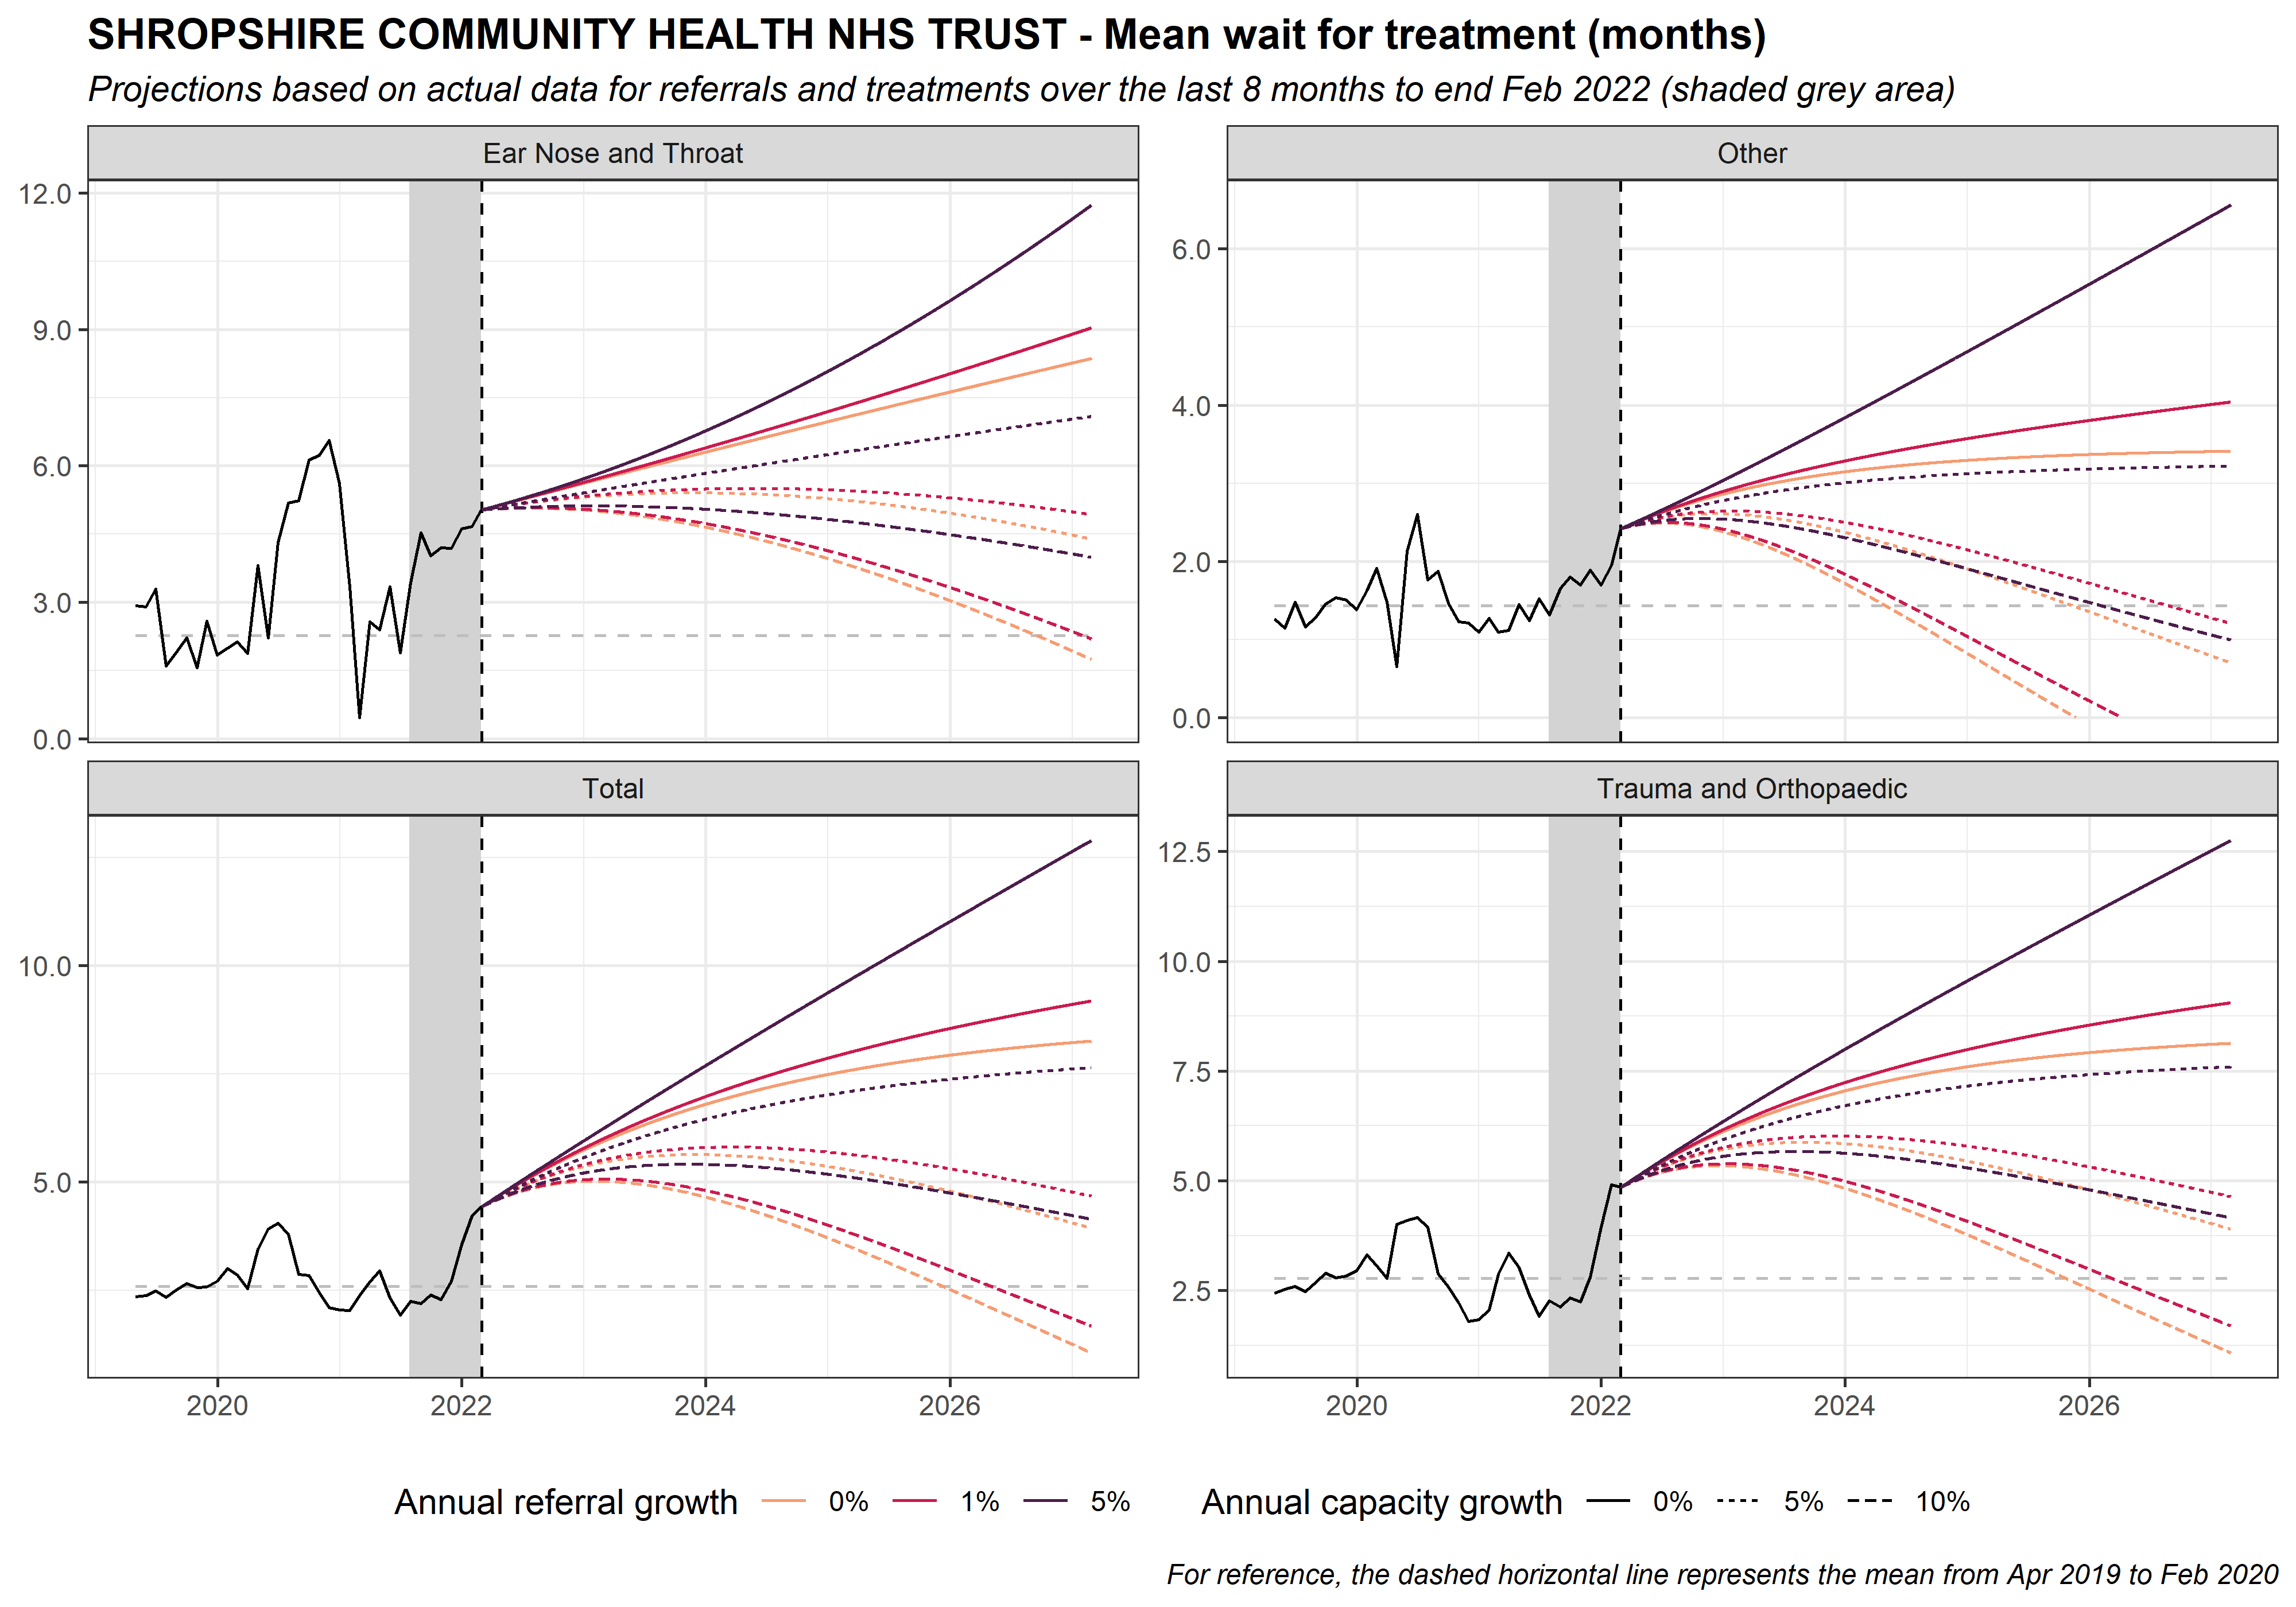 SHROPSHIRE COMMUNITY HEALTH NHS TRUST - Mean wait for treatment (months)
Projections based on actual data for referrals and treatments over the last 8 months to end Feb 2022 (shaded grey area)
Ear Nose and Throat
12.0
9.0
6.0
3.0
0.0
Other
6.0
4.0
2.0
0.0
Total
10.0
5.0
2020 2022 2024 2026
Trauma and Orthopaedic
12.5
10.0
7.5
5.0
2.5
2020 2022 2024 2026
Annual referral growth 0% 1% 5%
Annual capacity growth 0% 5% 10%
For reference, the dashed horizontal line represents the mean from Apr 2019 to Feb 2020